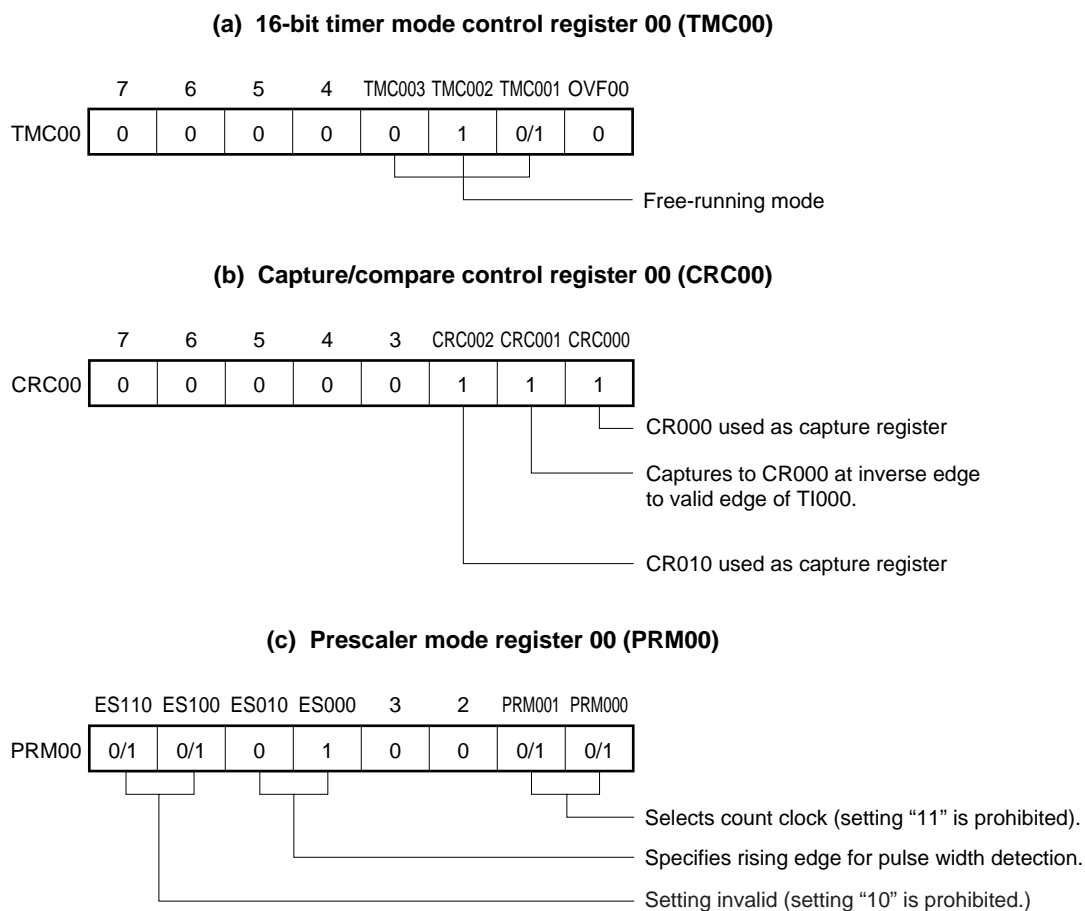 (a) 16-bit timer mode control register 00 (TMC00)
7 6 5 4 TMC003 TMC002 TMC001 OVF00
TMC00 0 0 0 0 0 1 0/1 0
Free-running mode
(b) Capture/compare control register 00 (CRC00)
7 6 5 4 3 CRC002 CRC001 CRC000
CRC00 0 0 0 0 0 1 1 1
CR000 used as capture register
Captures to CR000 at inverse edge
to valid edge of TI000.
CR010 used as capture register
(c) Prescaler mode register 00 (PRM00)
ES110 ES100 ES010 ES000 3 2 PRM001 PRM000
PRM00 0/1 0/1 0 1 0 0 0/1 0/1
Selects count clock (setting “11” is prohibited).
Specifies rising edge for pulse width detection.
Setting invalid (setting “10” is prohibited.)